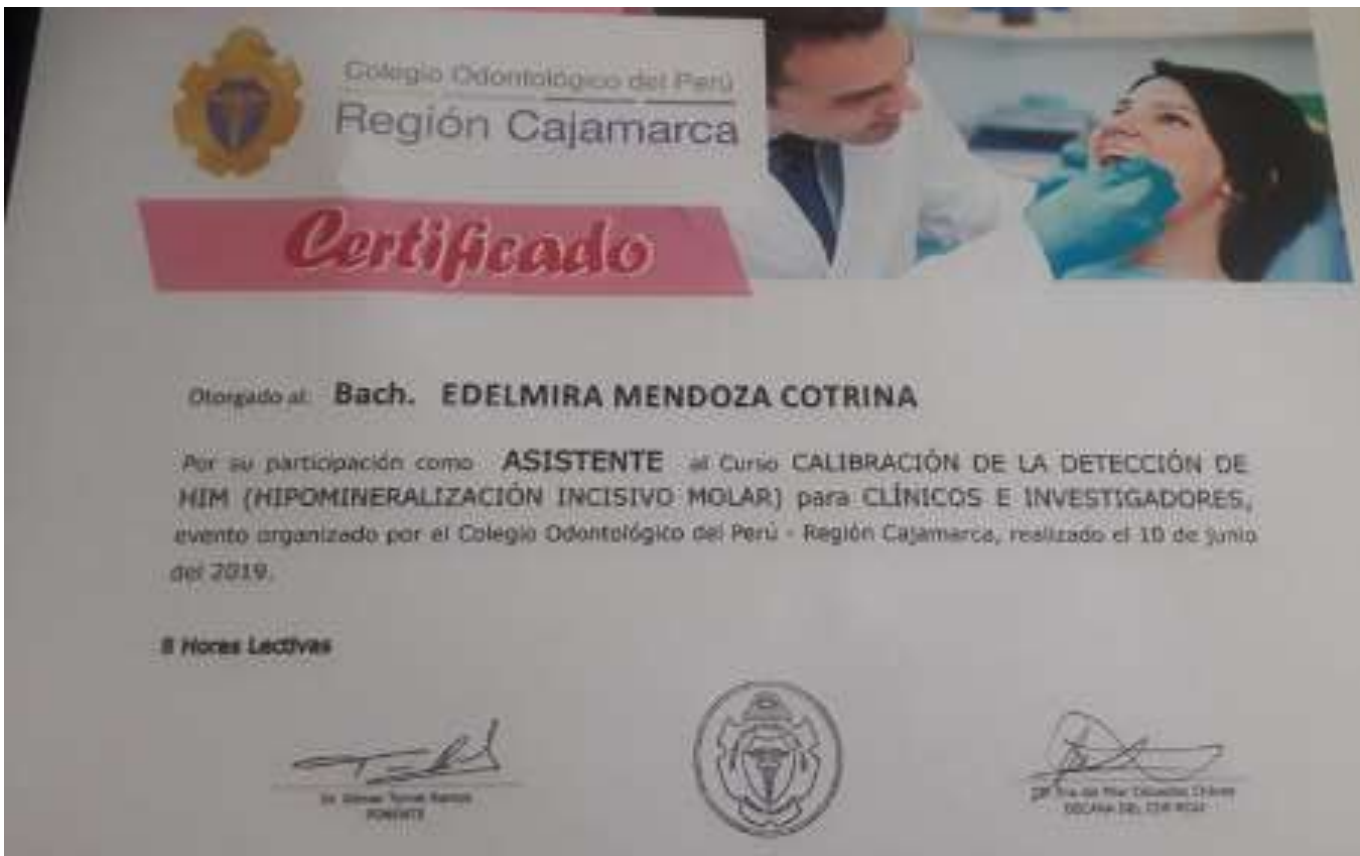 Colegio Odontológico del Perú
Región Cajamarca
Certificado
Otorgado al: Bach. EDELMIRA MENDOZA COTRINA
Por su participación como ASISTENTE al Curso CALIBRACIÓN DE LA DETECCIÓN DE
HIM (HIPOMINERALIZACIÓN INCISIVO MOLAR) para CLÍNICOS E INVESTIGADORES,
evento organizado por el Colegio Odontológico del Perú - Región Cajamarca, realizado el 10 de junio
del 2019.
8 Horas Lectivas
PONENTE
DECANA DEL